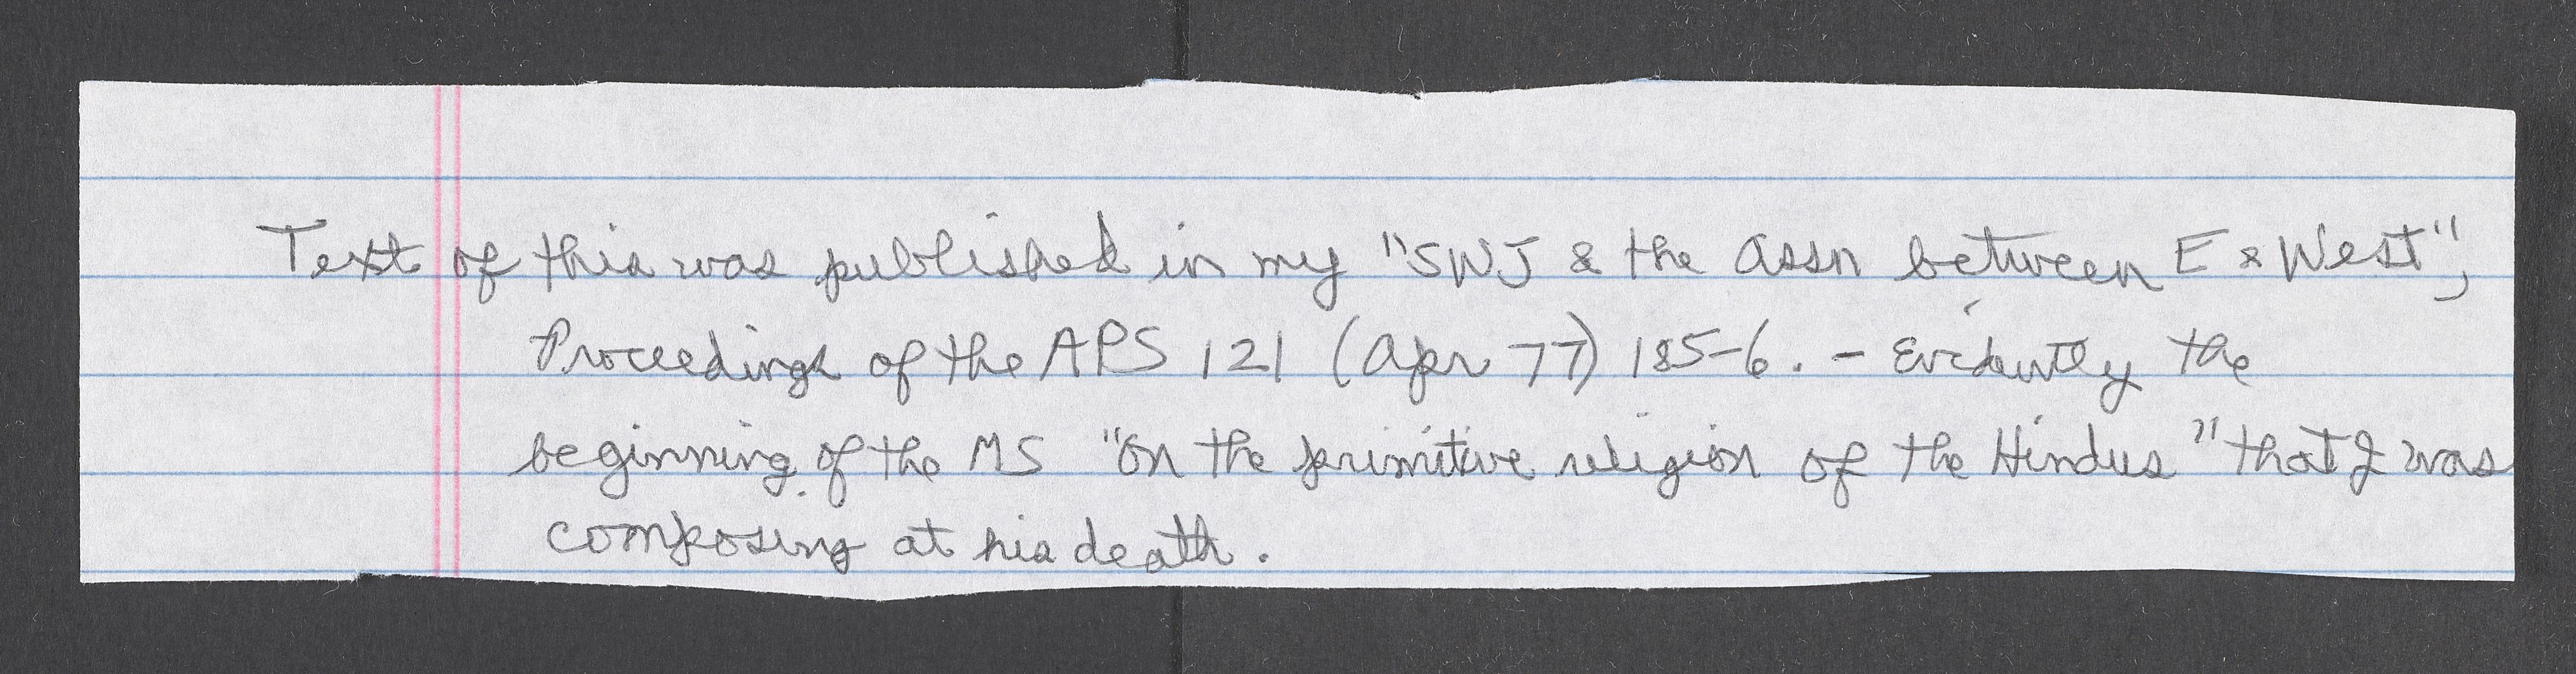 Text of this was published in my "SWJ & the Assn between E & West",
Proceedings of the APS 121 (Apr 77) 185-6. - Evidently the
beginning of the MS "On the primitive religion of the Hindus" that J was
composing at his death.